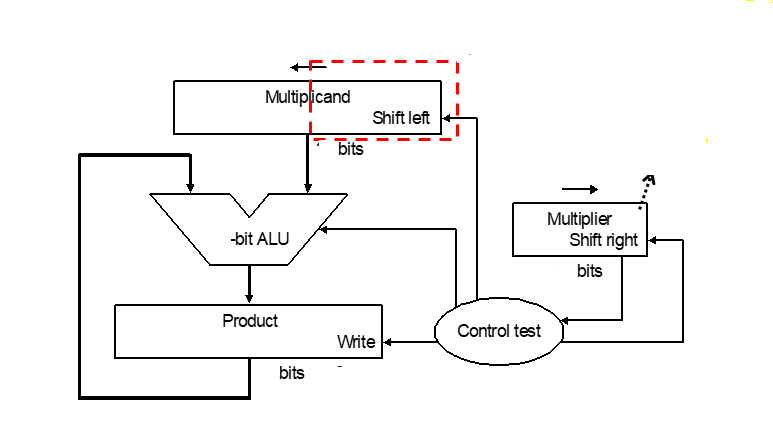 Multiplicand
Shift left
bits
-bit ALU
Multiplier
Shift right
bits
Product
Write
Control test
bits